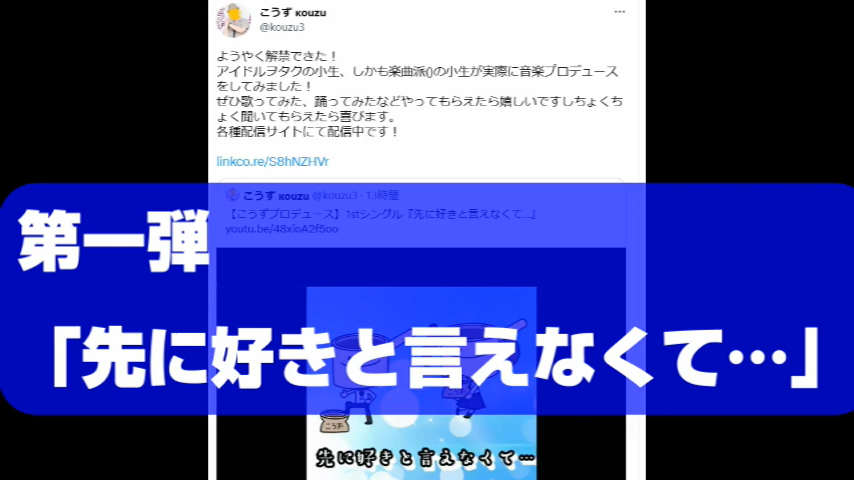 こうず ĸouzu
@kouzu3
ようやく解禁できた！
アイドルヲタクの小生、しかも楽曲派()の小生が実際に音楽プロデュース
をしてみました！
ぜひ歌ってみた、踊ってみたなどやってもらえたら嬉しいですしちょくち
ょく聞いてもらえたら喜びます。
各種配信サイトにて配信中です！
linkco.re/S8hNZHVr
こうず ĸouzu @kouzu3 · 13時間
【こうずプロデュース】1stシングル『先に好きと言えなくて…』
youtu.be/48xioA2f5oo
第一弾
「先に好きと言えなくて…」
こうず
先に好きと言えなくて…